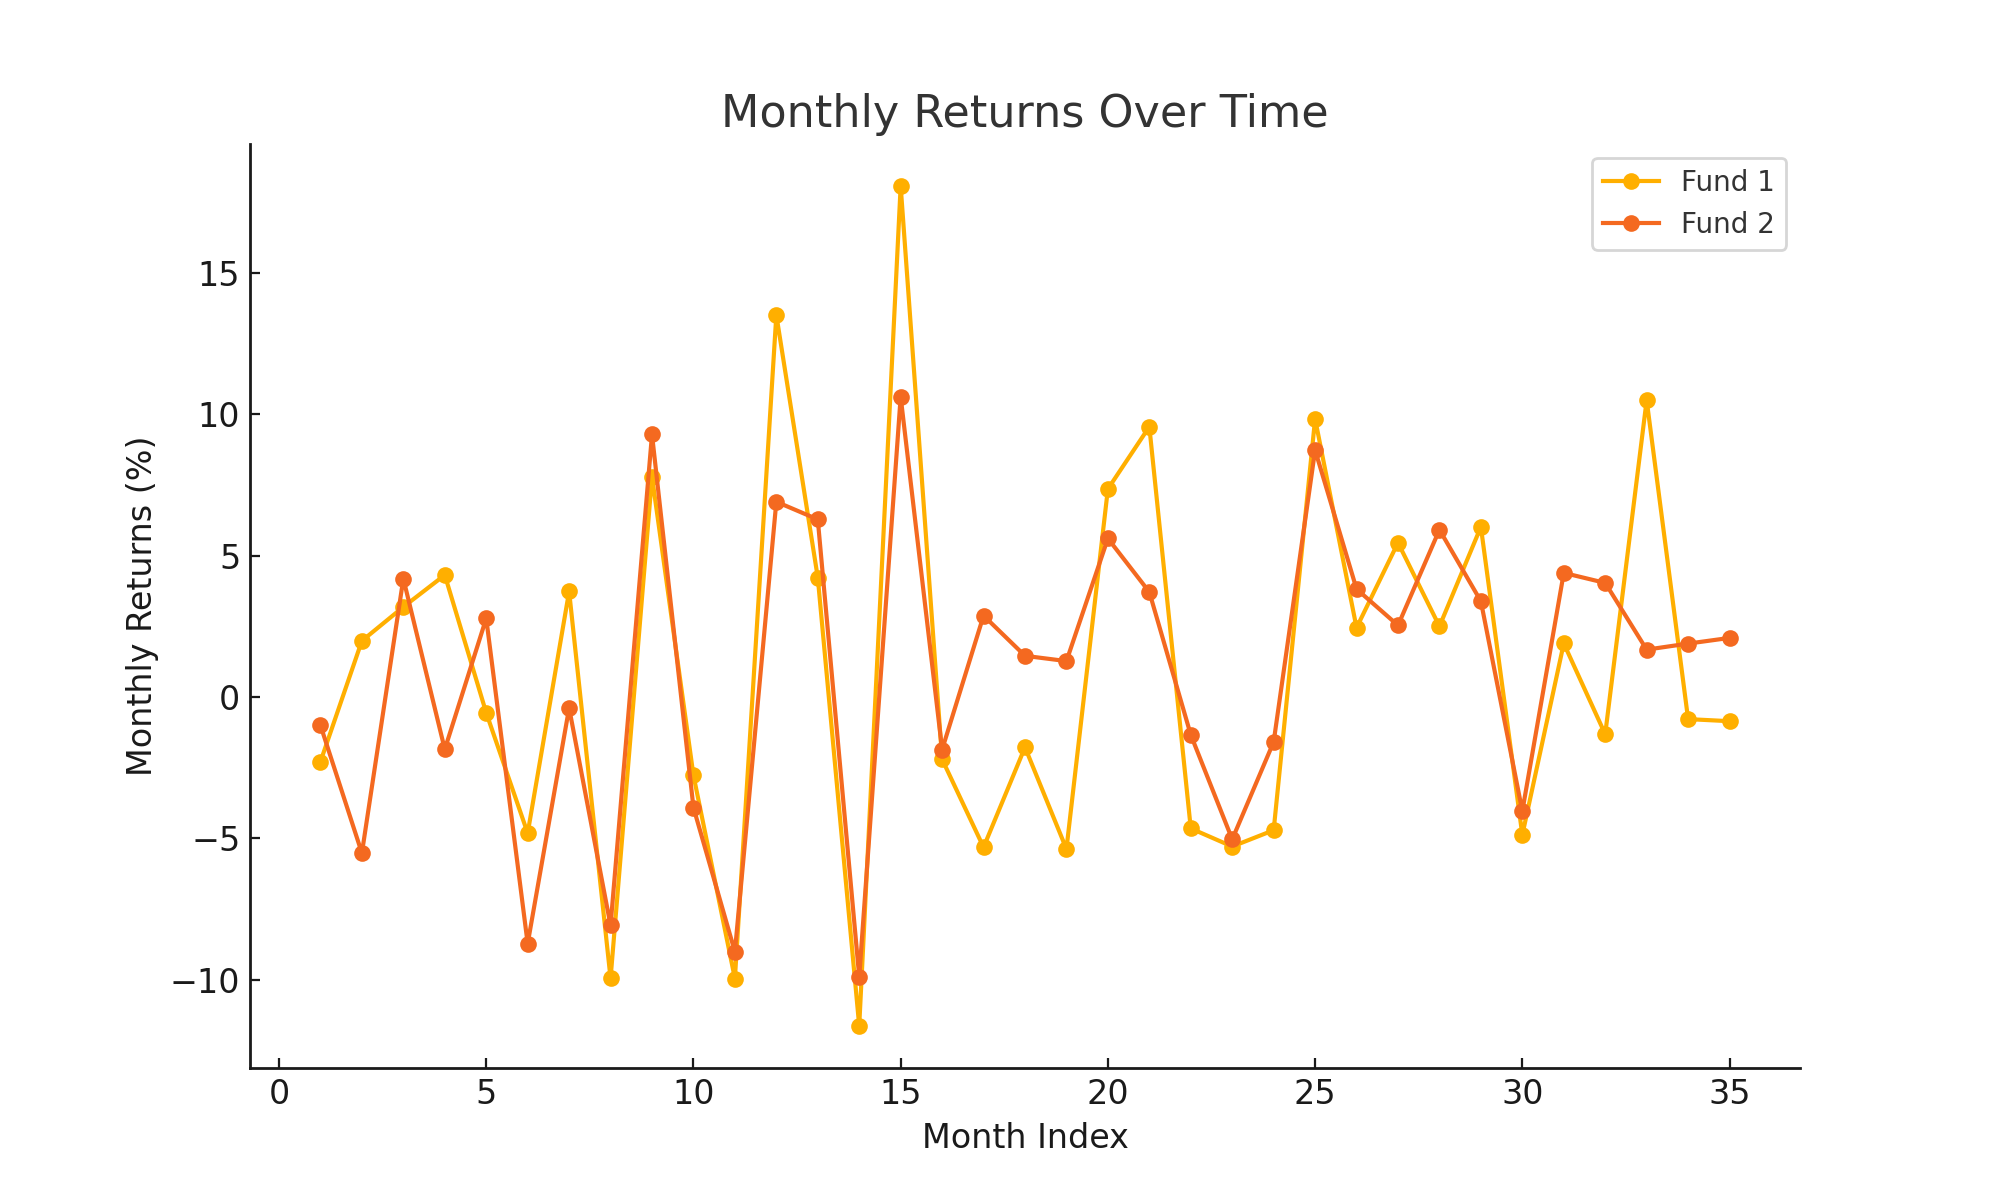 Monthly Returns Over Time
Fund 1
Fund 2
Monthly Returns (%)
15
10
5
0
−5
−10
0 5 10 15 20 25 30 35
Month Index